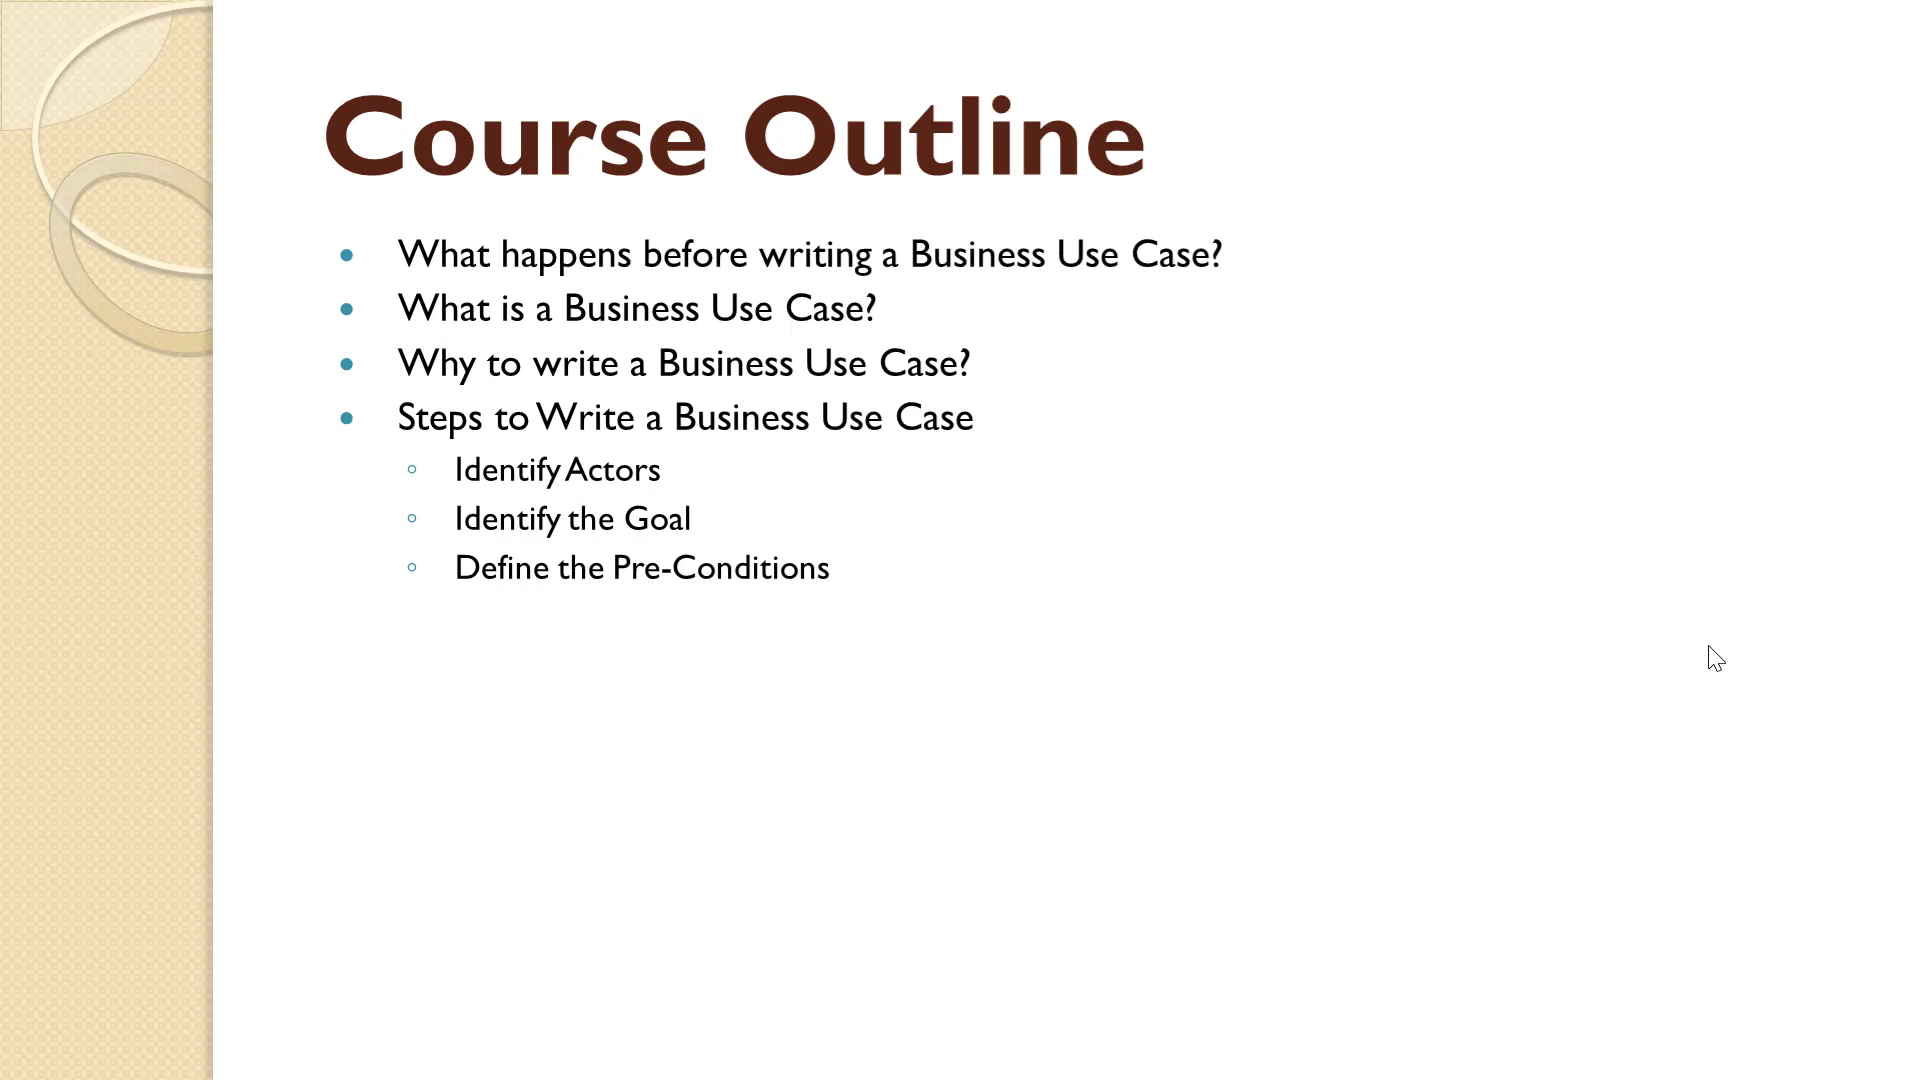 Course Outline
What happens before writing a Business Use Case?
What is a Business Use Case?
Why to write a Business Use Case?
Steps to Write a Business Use Case
Identify Actors
Identify the Goal
Define the Pre-Conditions